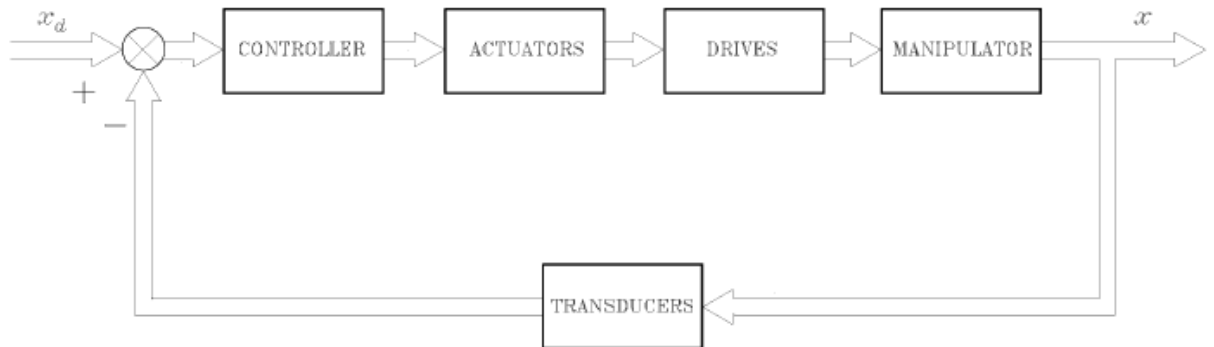 x_d x
CONTROLLER ACTUATORS DRIVES MANIPULATOR
+
−
TRANSDUCERS